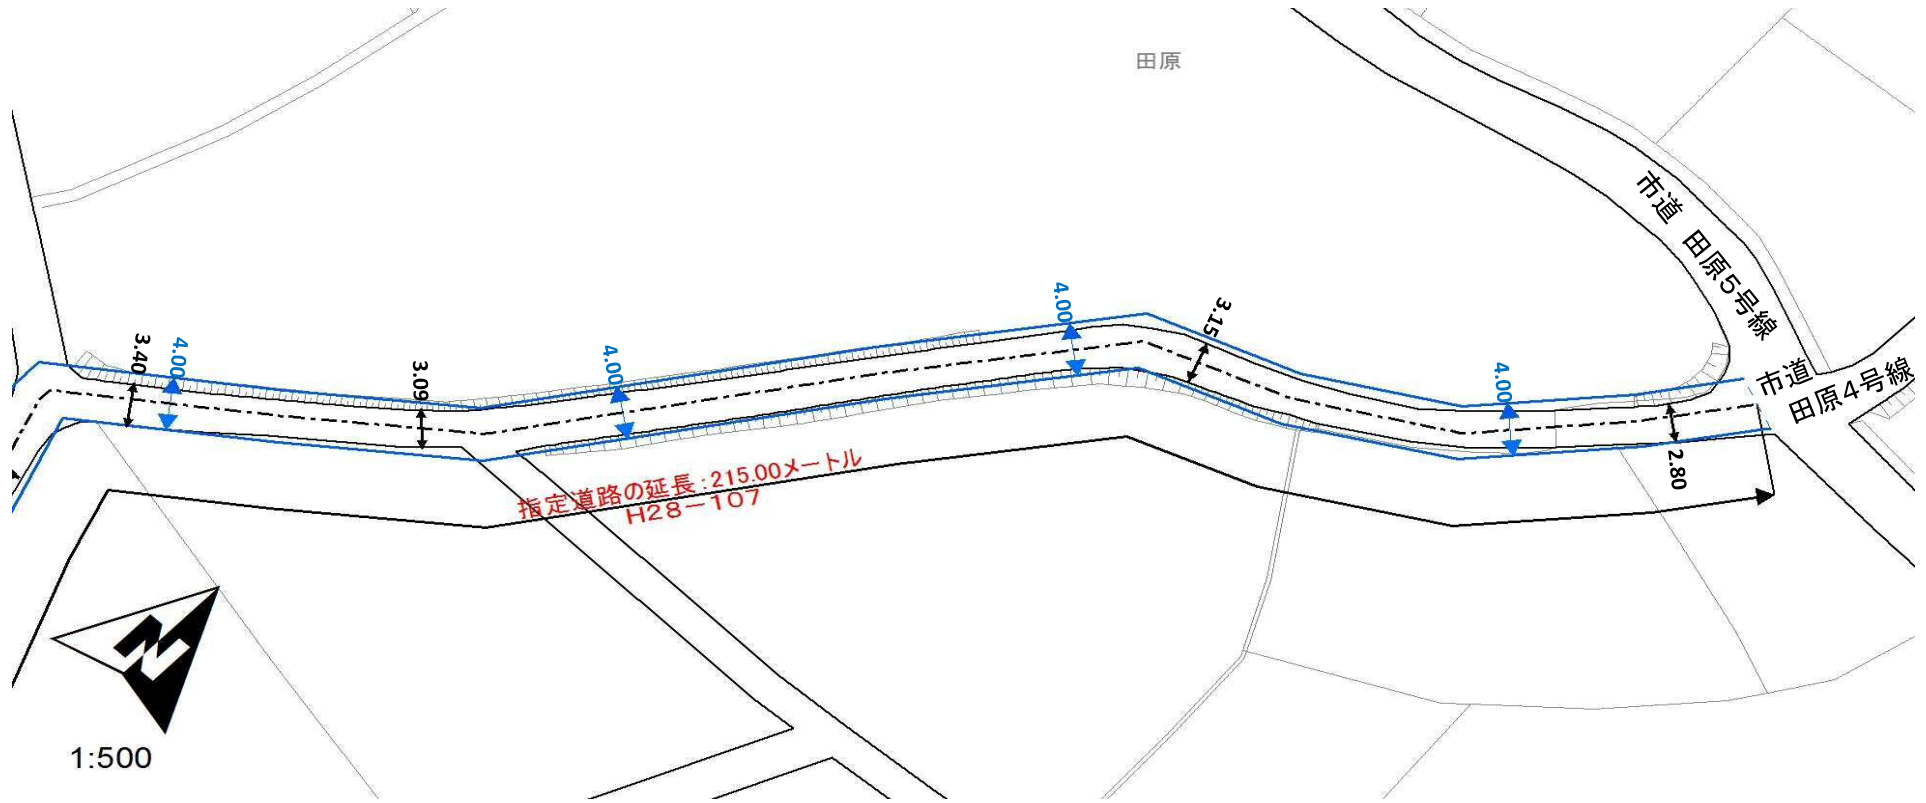 田原
市道 田原5号線
市道
田原4号線
4.00
3.15
3.40
4.00
3.09
4.00
4.00
2.80
指定道路の延長:215.00メートル
H28-107
N
1:500